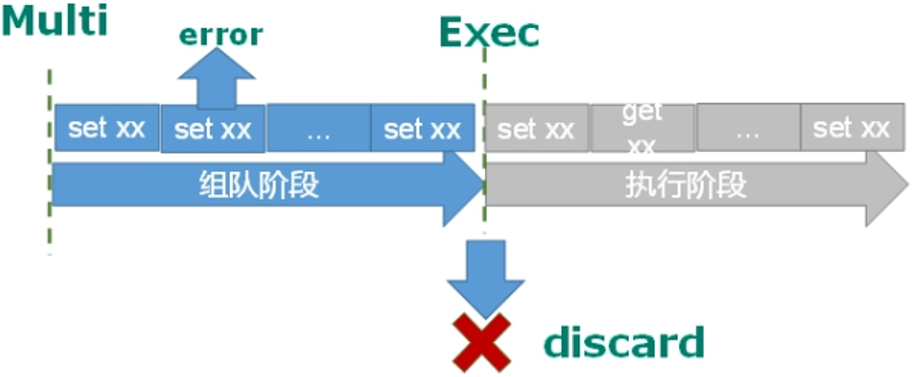 Multi
error
Exec
set xx
set xx
...
set xx
set xx
get
xx
...
set xx
组队阶段
执行阶段
discard